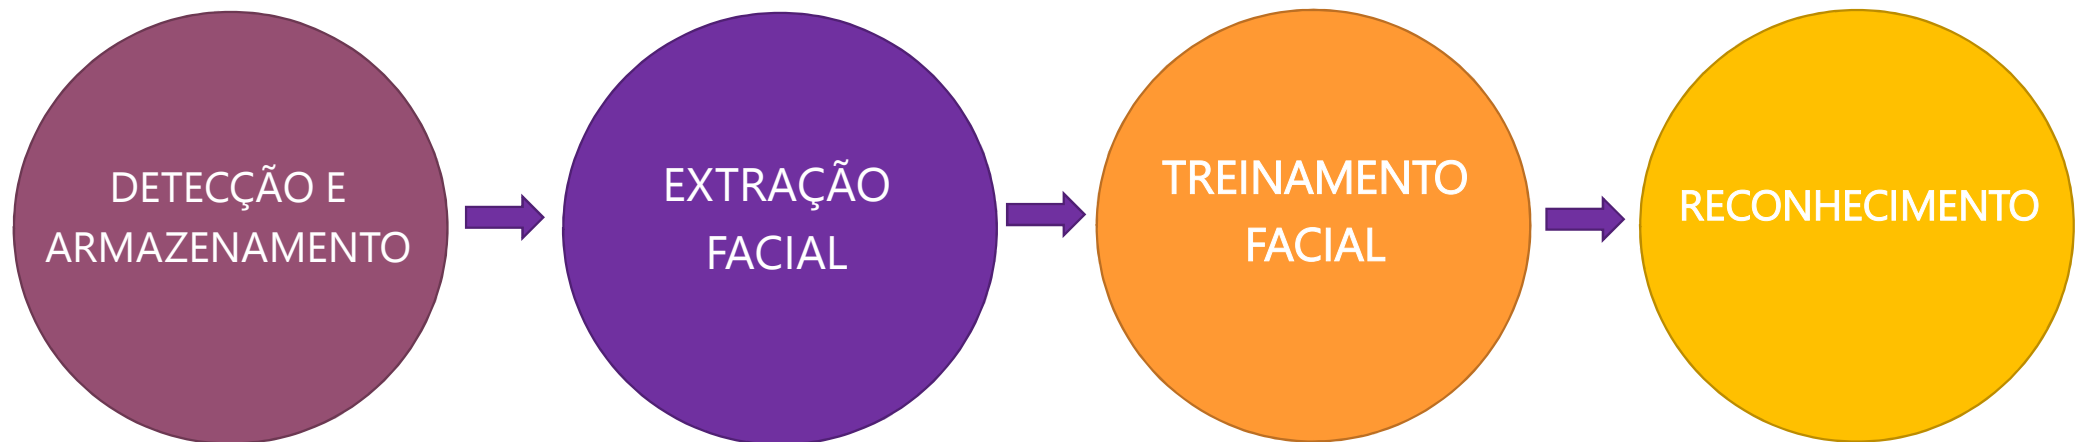 DETECÇÃO E
ARMAZENAMENTO
EXTRAÇÃO
FACIAL
TREINAMENTO
FACIAL
RECONHECIMENTO